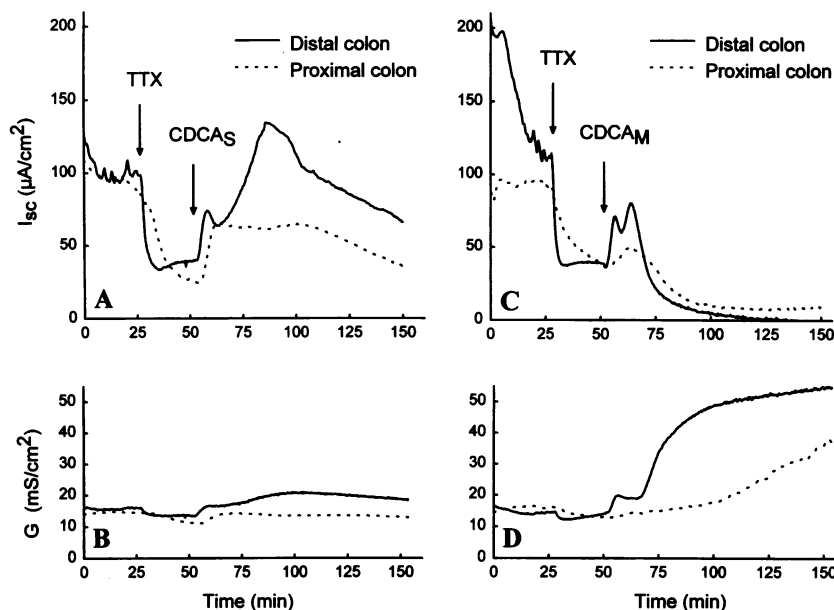 200
150
100
50
0
I_SC (µA/cm²)
TTX
CDCA_S
Distal colon
Proximal colon
A
0 25 50 75 100 125 150
50
40
30
20
10
0
G (mS/cm²)
B
0 25 50 75 100 125 150
Time (min)
200
150
100
50
0
TTX
CDCA_M
Distal colon
Proximal colon
C
0 25 50 75 100 125 150
50
40
30
20
10
0
D
0 25 50 75 100 125 150
Time (min)